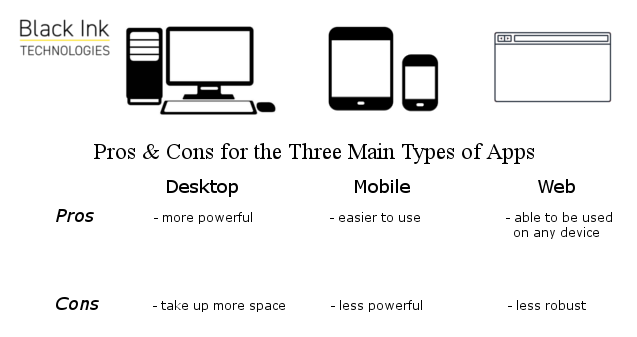 Black Ink
TECHNOLOGIES
Pros & Cons for the Three Main Types of Apps
Desktop Mobile Web
Pros - more powerful - easier to use - able to be used
on any device
Cons - take up more space - less powerful - less robust